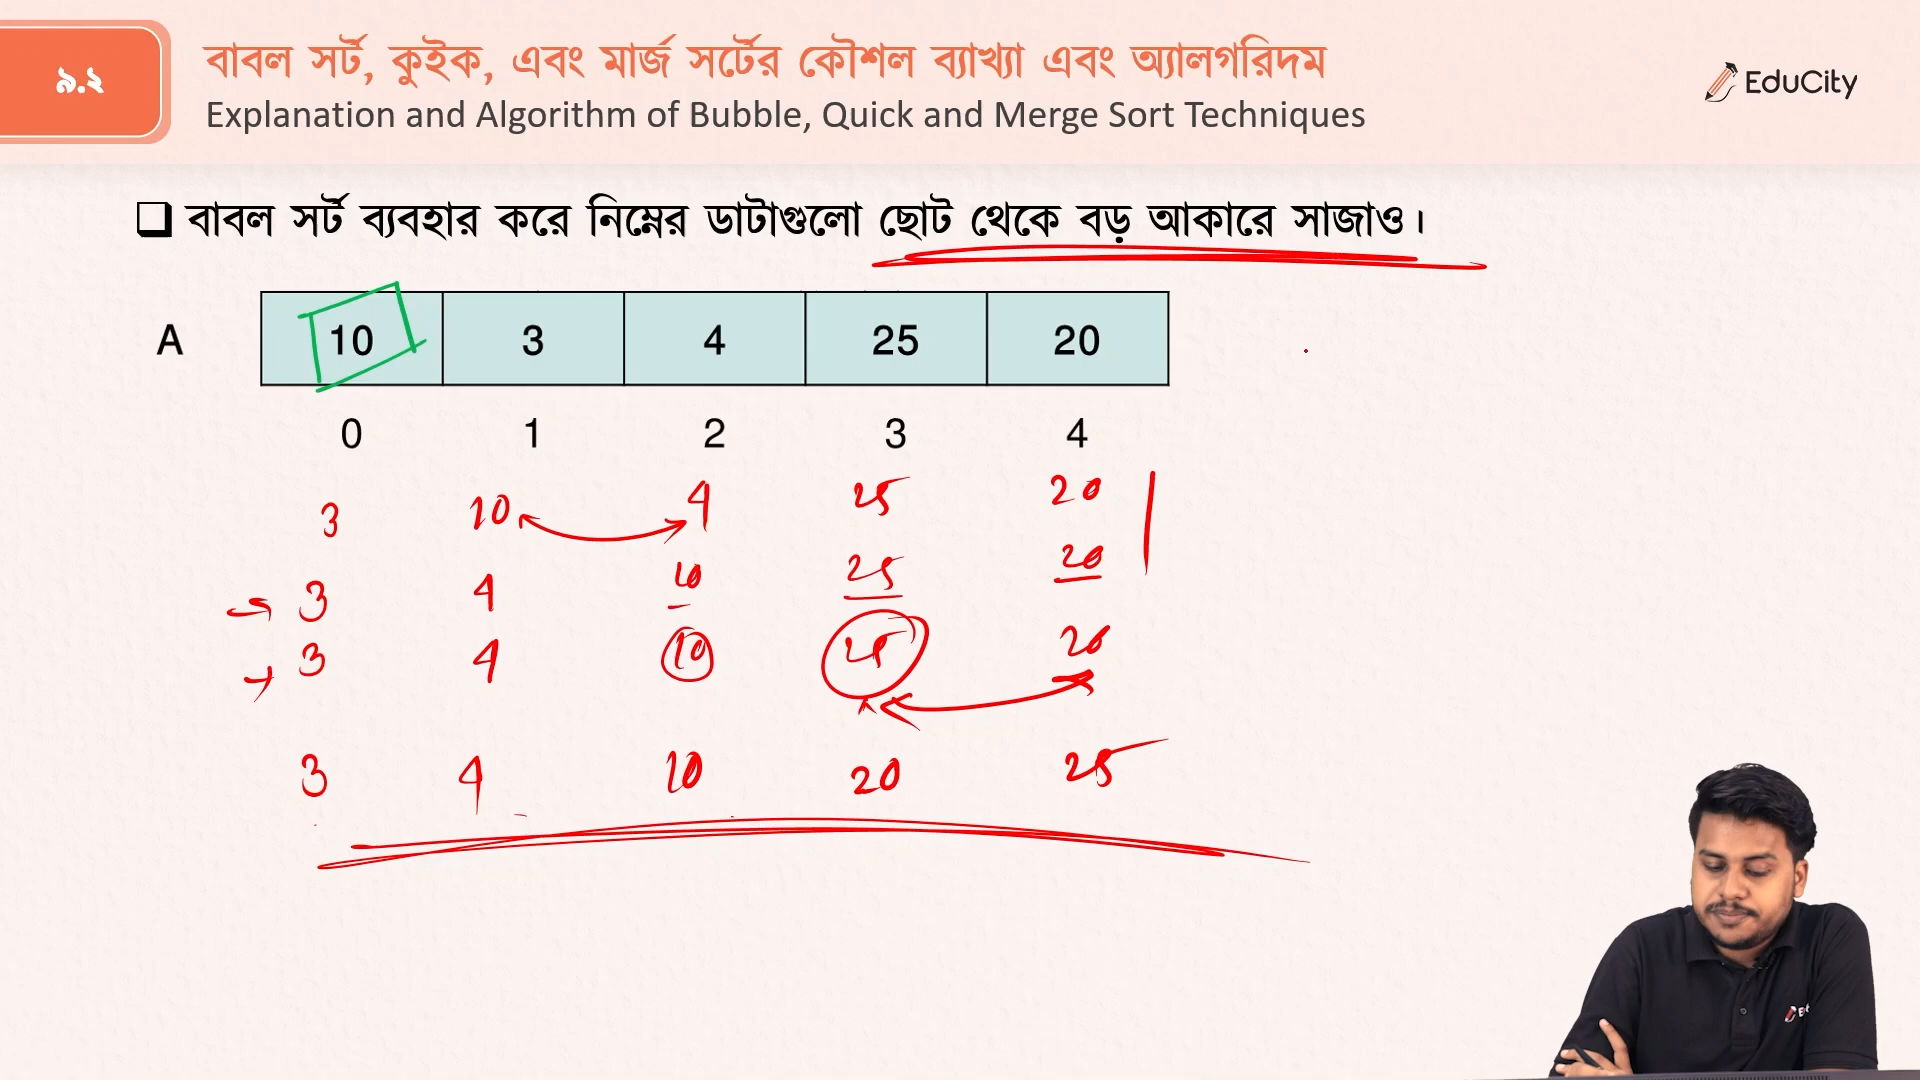 ৯.২
বাবল সর্ট, কুইক, এবং মার্জ সর্টের কৌশল ব্যাখ্যা এবং অ্যালগরিদম
Explanation and Algorithm of Bubble, Quick and Merge Sort Techniques
EduCity
❑ বাবল সর্ট ব্যবহার করে নিম্নের ডাটাগুলো ছোট থেকে বড় আকারে সাজাও।
A 10 3 4 25 20
0 1 2 3 4
3 10 4 25 20
3 4 10 25 20
3 4 10 25 20
3 4 10 20 25